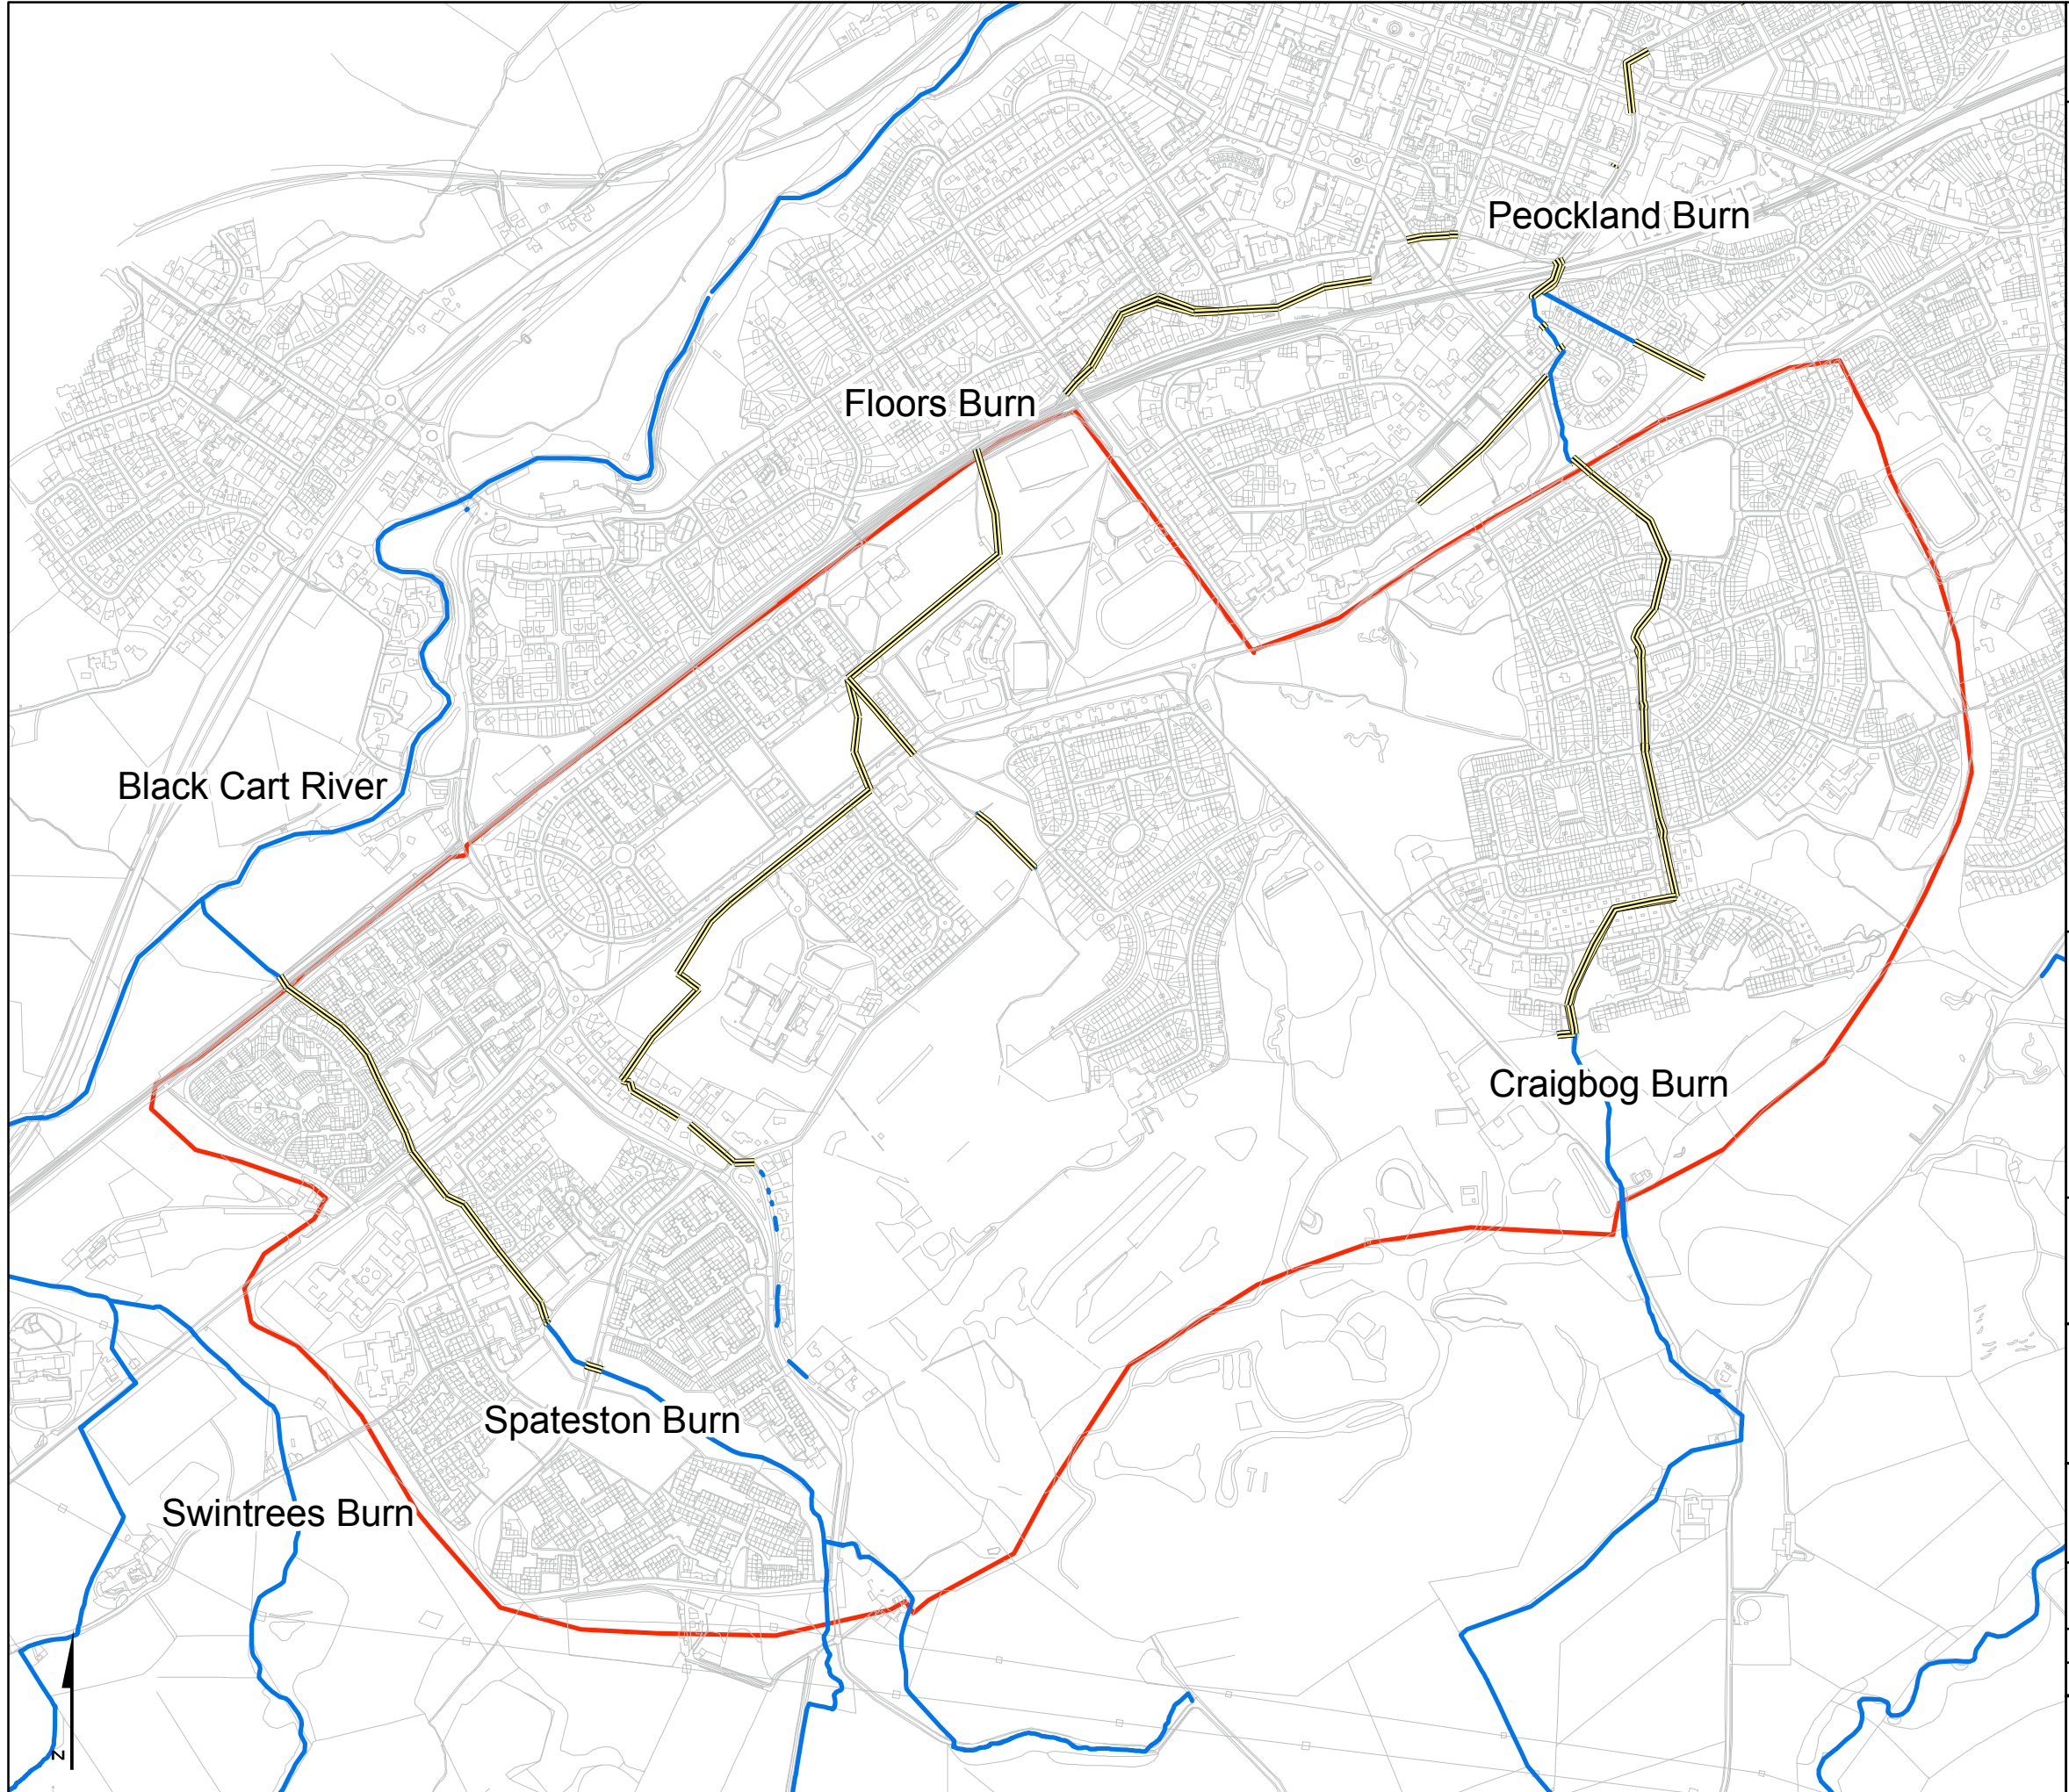 Peockland Burn
Floors Burn
Black Cart River
Craigbog Burn
Spateston Burn
Swintrees Burn
N